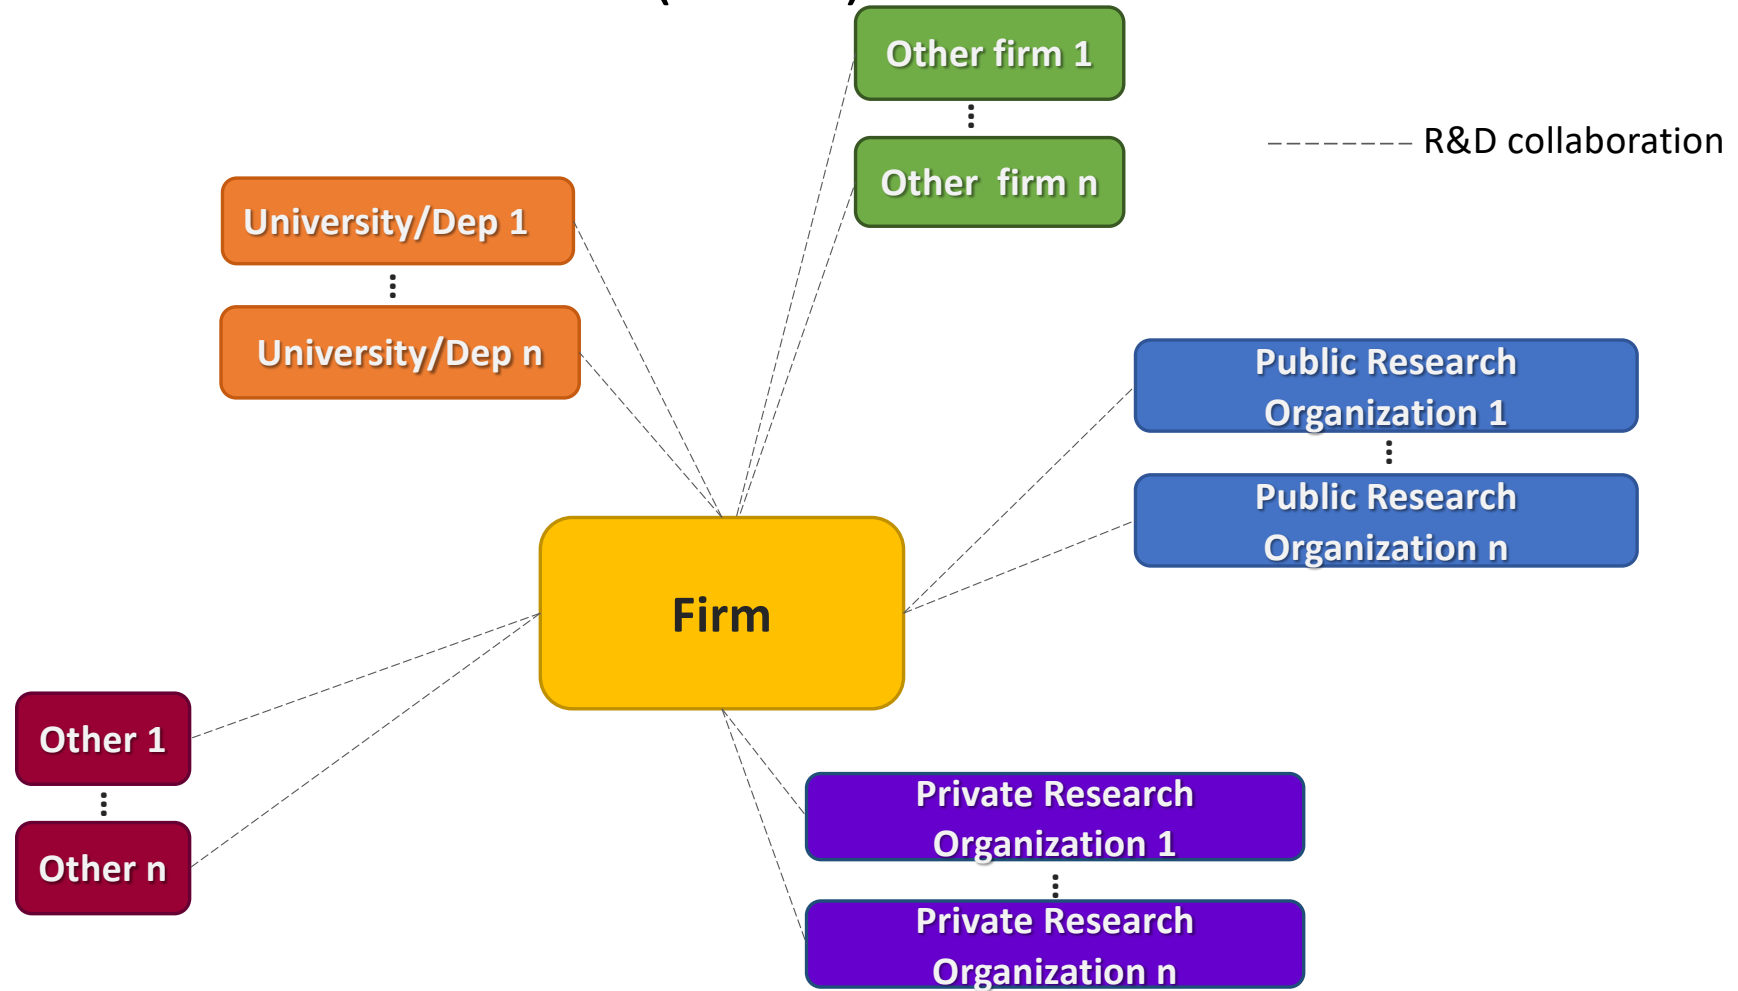 Other firm 1
Other  firm n
R&D collaboration
University/Dep 1
University/Dep n
Public Research
Organization 1
Public Research
Organization n
Firm
Other 1
Other n
Private Research
Organization 1
Private Research
Organization n